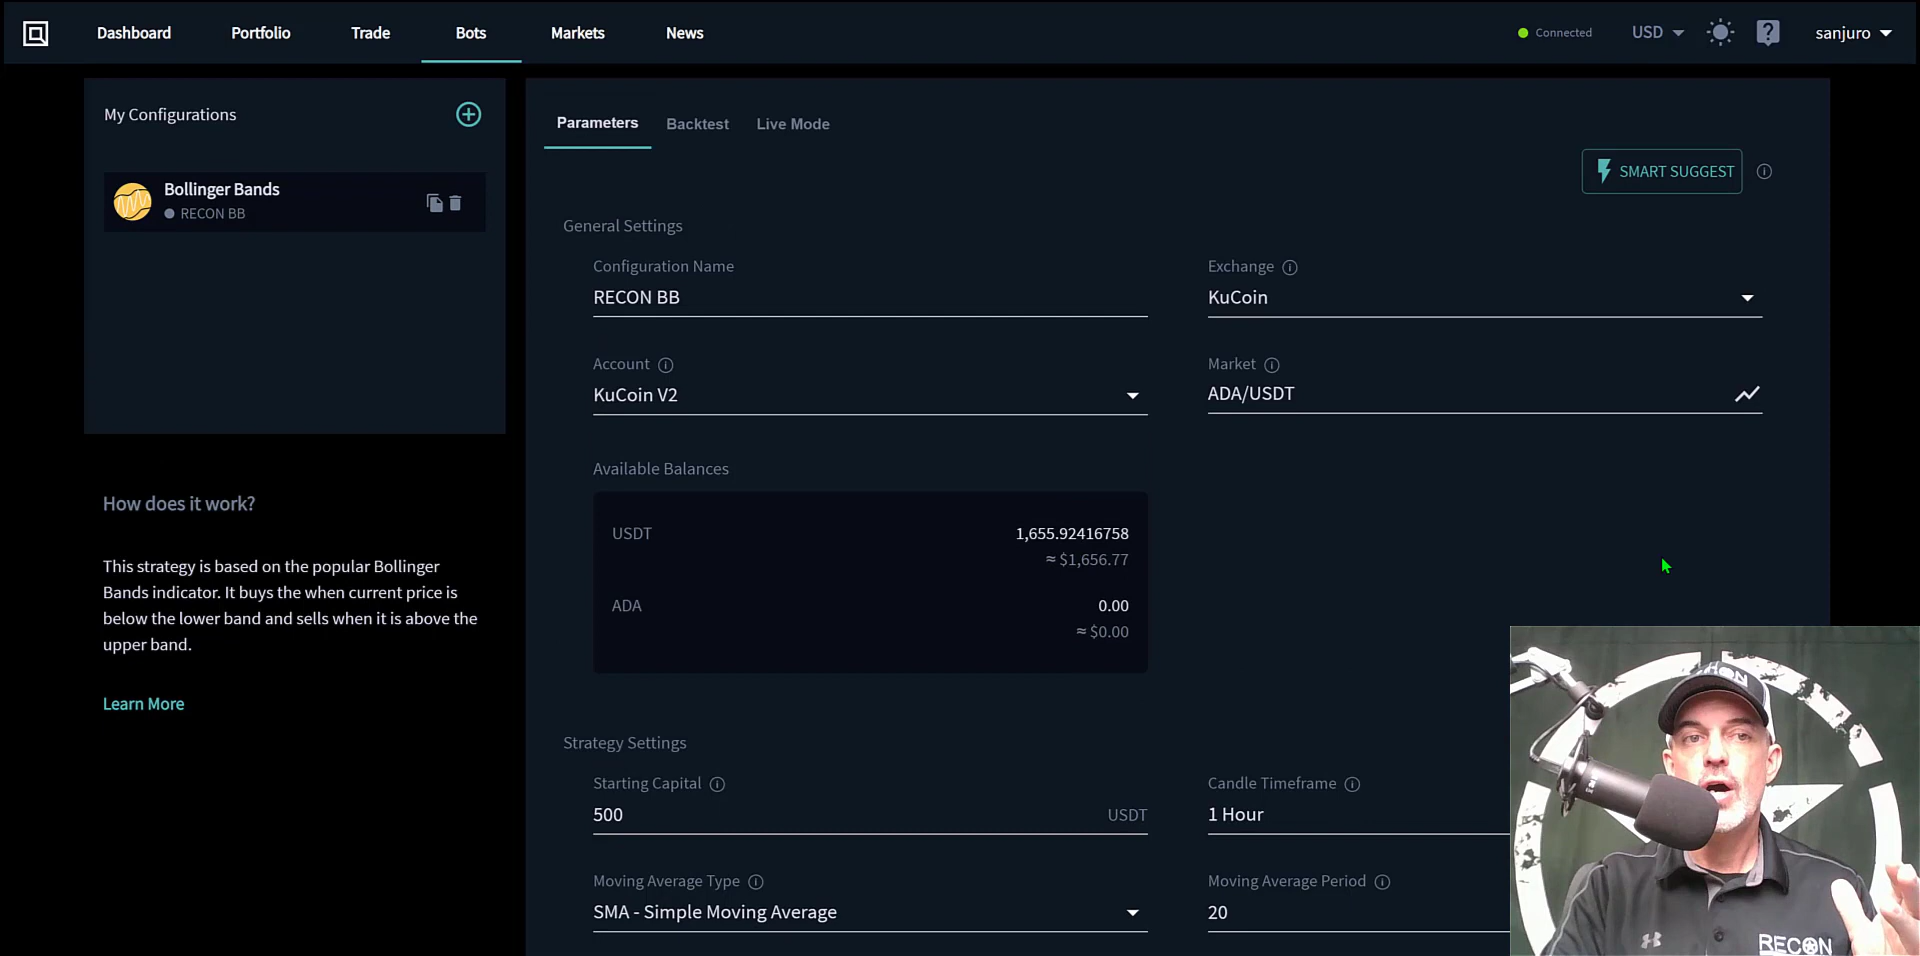 Dashboard
Portfolio
Trade
Bots
Markets
News
Connected
USD
?
sanjuro
My Configurations
Bollinger Bands
RECON BB
How does it work?
This strategy is based on the popular Bollinger
Bands indicator. It buys the when current price is
below the lower band and sells when it is above the
upper band.
Learn More
Parameters
Backtest
Live Mode
SMART SUGGEST
General Settings
Configuration Name
RECON BB
Exchange
KuCoin
Account
KuCoin V2
Market
ADA/USDT
Available Balances
USDT
1,655.92416758
≈ $1,656.77
ADA
0.00
≈ $0.00
Strategy Settings
Starting Capital
500
USDT
Candle Timeframe
1 Hour
Moving Average Type
SMA - Simple Moving Average
Moving Average Period
20
RECON